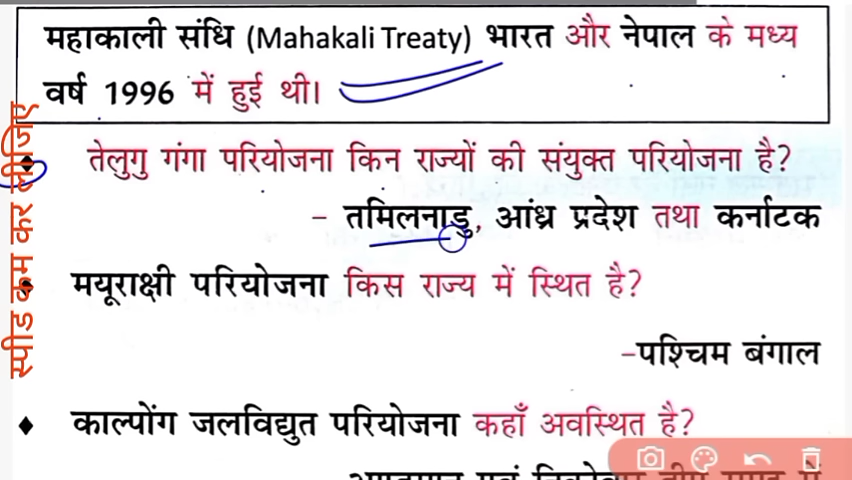 महाकाली संधि (Mahakali Treaty) भारत और नेपाल के मध्य
वर्ष 1996 में हुई थी।
तेलुगु गंगा परियोजना किन राज्यों की संयुक्त परियोजना है?
- तमिलनाडु, आंध्र प्रदेश तथा कर्नाटक
मयूराक्षी परियोजना किस राज्य में स्थित है?
-पश्चिम बंगाल
♦ काल्पोंग जलविद्युत परियोजना कहाँ अवस्थित है?
स्पीड कम कर लीजिए